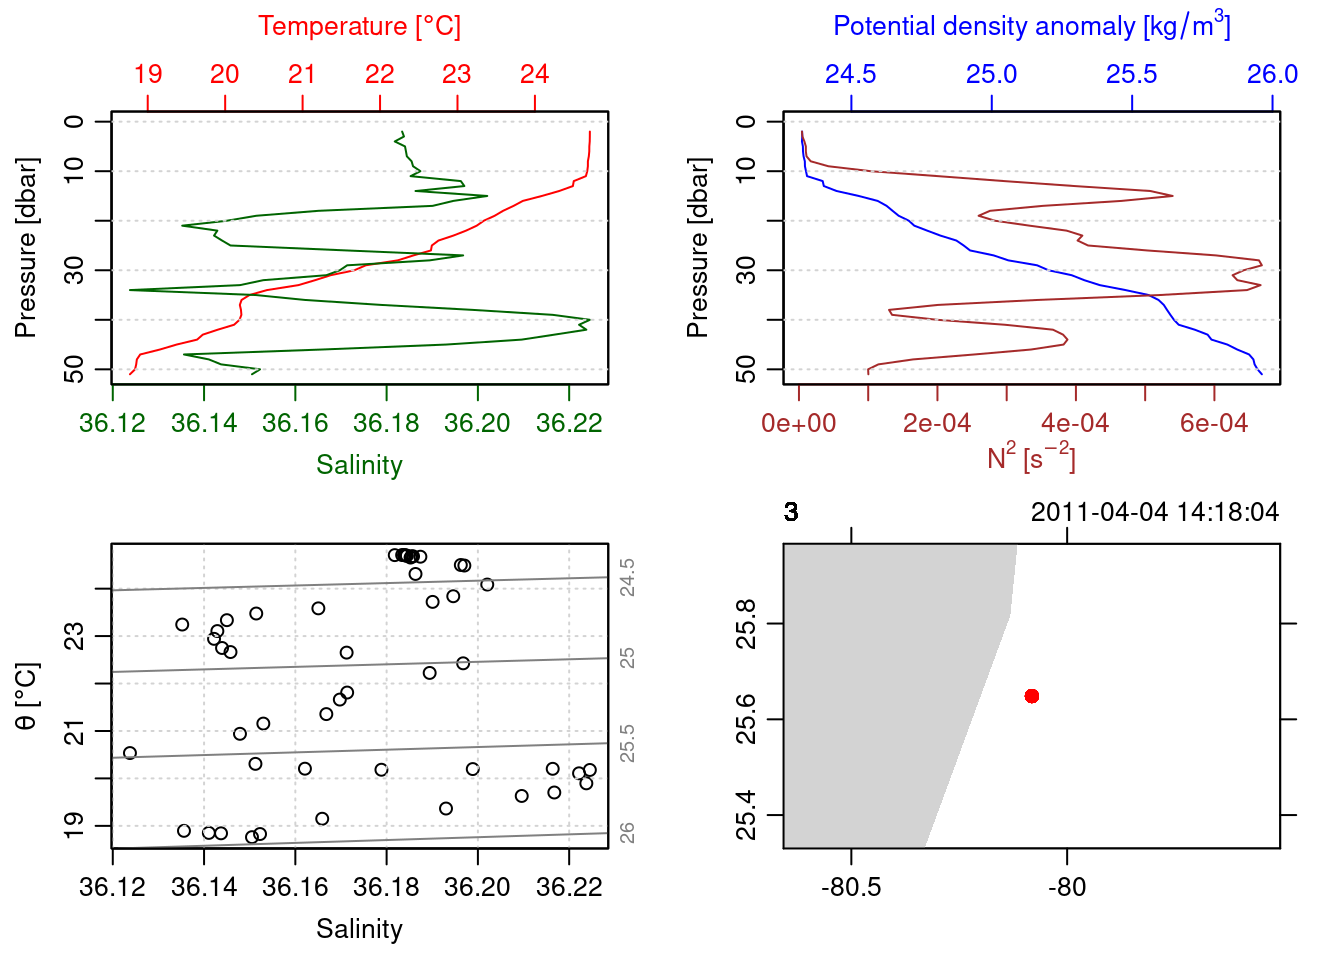 Temperature [°C]
19 20 21 22 23 24
Pressure [dbar]
0 10 30 50
36.12 36.14 36.16 36.18 36.20 36.22
Salinity
Potential density anomaly [kg/m³]
24.5 25.0 25.5 26.0
Pressure [dbar]
0 10 30 50
0e+00 2e-04 4e-04 6e-04
N² [s⁻²]
θ [°C]
19 21 23
24.5
25
25.5
26
36.12 36.14 36.16 36.18 36.20 36.22
Salinity
3 2011-04-04 14:18:04
25.4 25.6 25.8
-80.5 -80